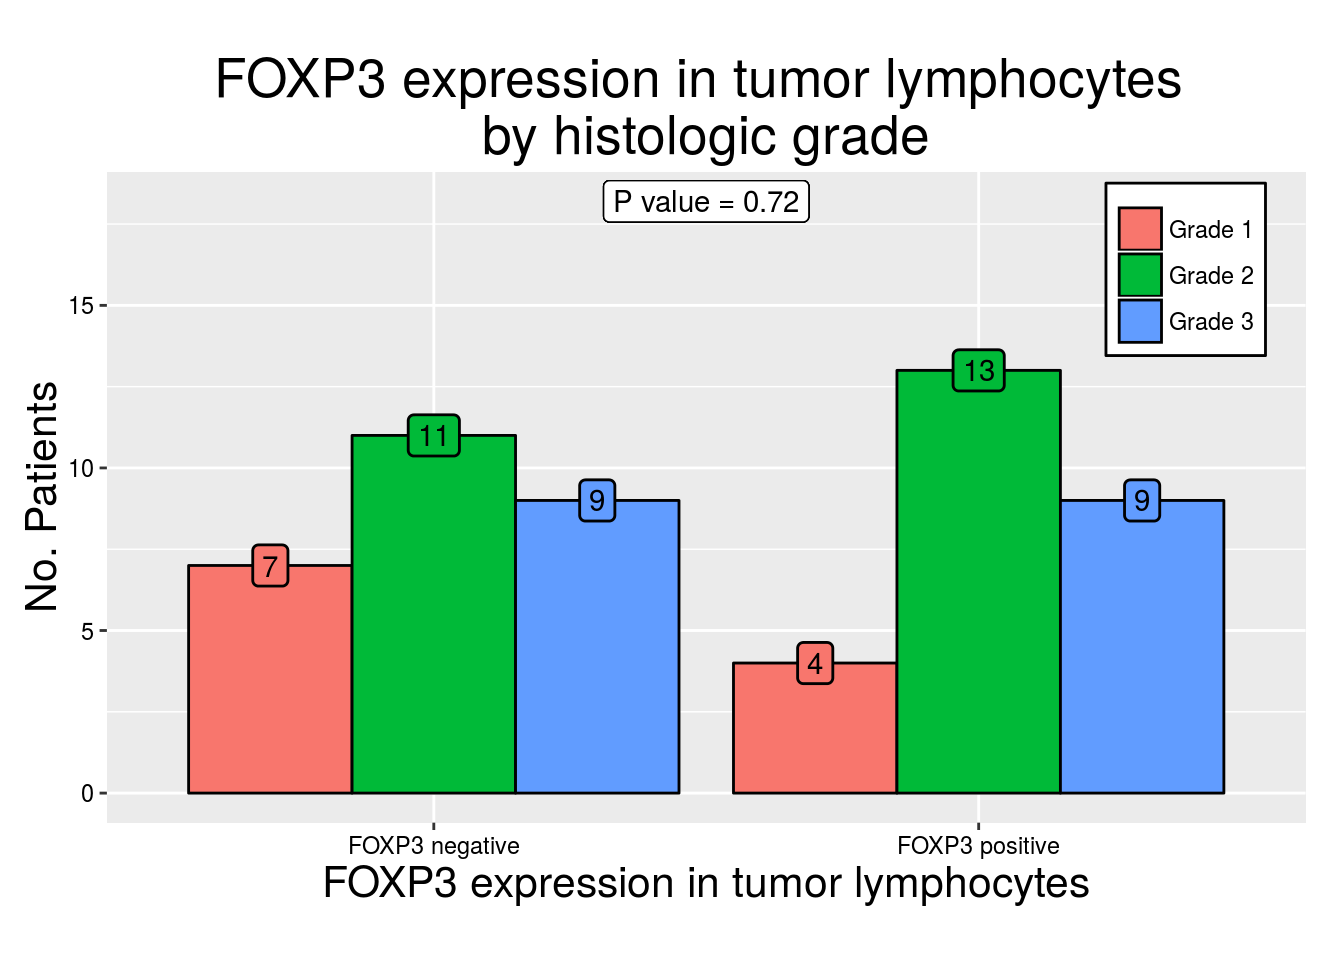 FOXP3 expression in tumor lymphocytes
by histologic grade
P value = 0.72
Grade 1
Grade 2
Grade 3
No. Patients
15
10
5
0
7
11
9
4
13
9
FOXP3 negative
FOXP3 positive
FOXP3 expression in tumor lymphocytes